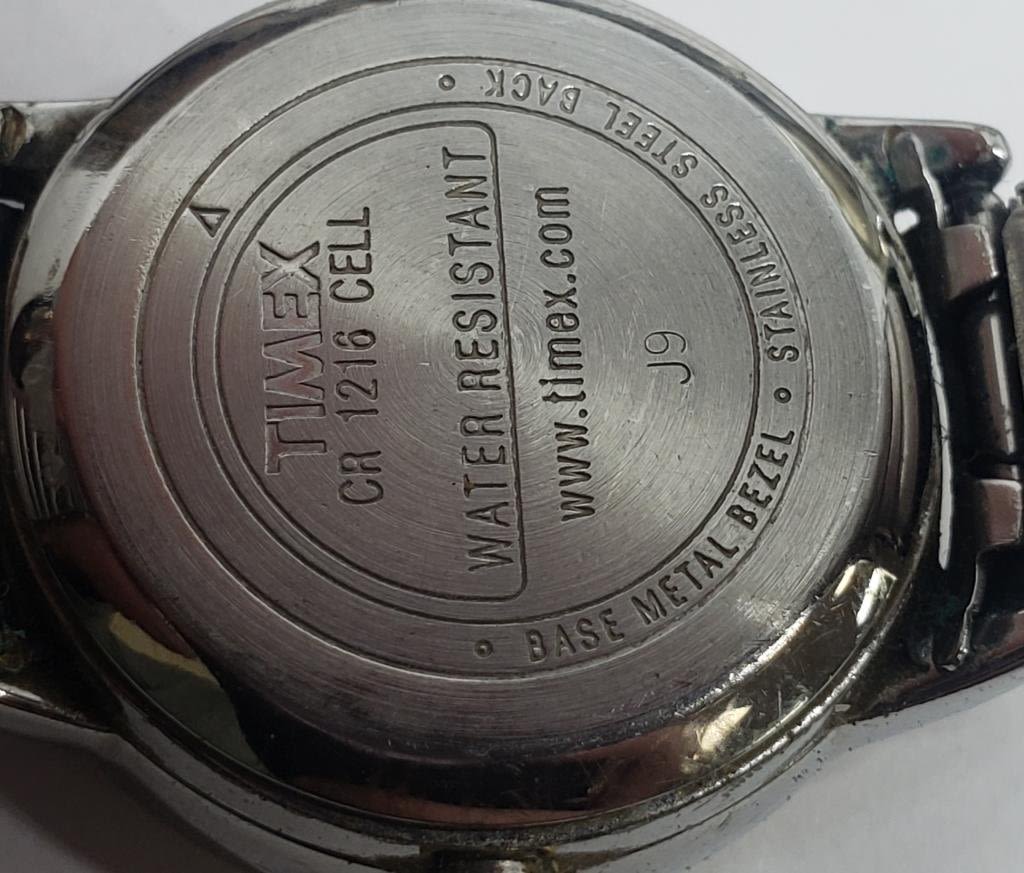 TIMEX
CR 1216 CELL
WATER RESISTANT
www.timex.com
J9
• BASE METAL BEZEL • STAINLESS STEEL BACK •